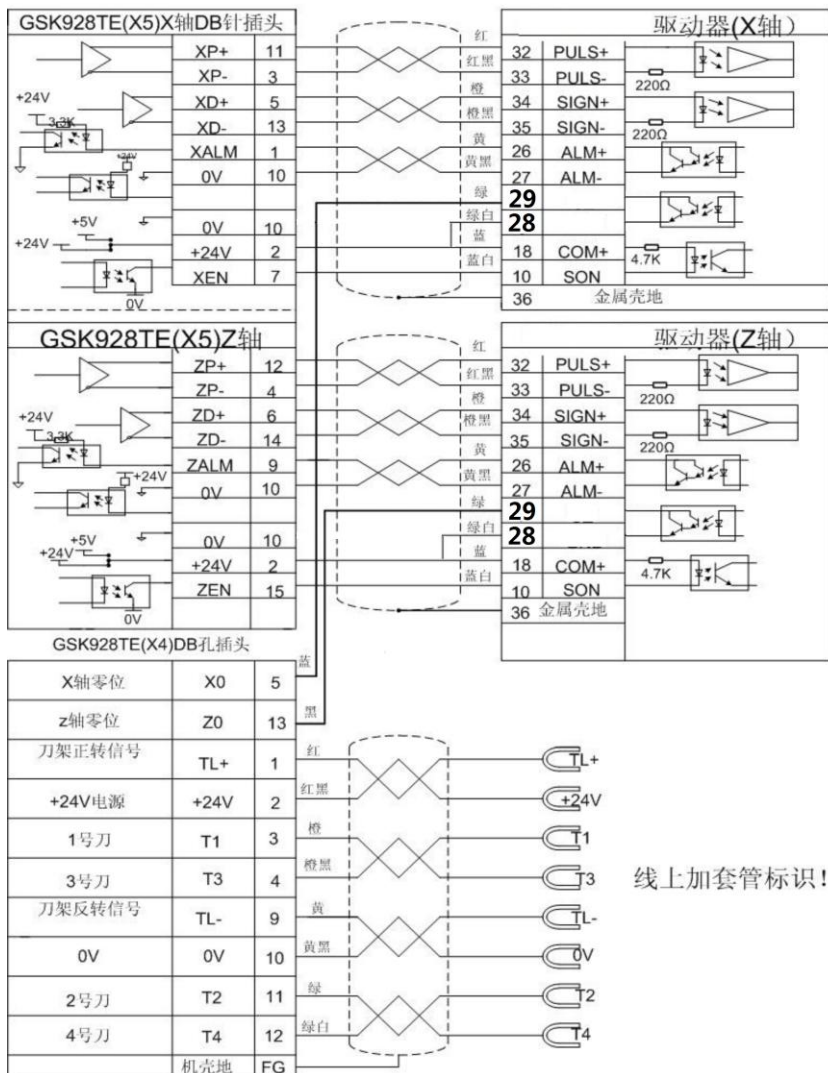 GSK928TE(X5)X轴DB针插头
驱动器(X轴)
XP+ 11 红 32 PULS+
XP- 3 红黑 33 PULS-
220Ω
+24V
XD+ 5 橙 34 SIGN+
3.3K
XD- 13 橙黑 35 SIGN-
220Ω
XALM 1 黄 26 ALM+
+24V
0V 10 黄黑 27 ALM-
绿 29
+5V
0V 10 绿白 28
+24V
+24V 2 蓝 18 COM+
4.7K
XEN 7 蓝白 10 SON
0V
36 金属壳地
GSK928TE(X5)Z轴
驱动器(Z轴)
ZP+ 12 红 32 PULS+
ZP- 4 红黑 33 PULS-
220Ω
+24V
ZD+ 6 橙 34 SIGN+
3.3K
ZD- 14 橙黑 35 SIGN-
220Ω
ZALM 9 黄 26 ALM+
+24V
0V 10 黄黑 27 ALM-
绿 29
+5V
0V 10 绿白 28
+24V
+24V 2 蓝 18 COM+
4.7K
ZEN 15 蓝白 10 SON
0V
36 金属壳地
GSK928TE(X4)DB孔插头
X轴零位 X0 5 蓝
z轴零位 Z0 13 黑
刀架正转信号 TL+ 1 红 TL+
+24V电源 +24V 2 红黑 +24V
1号刀 T1 3 橙 T1
3号刀 T3 4 橙黑 T3
线上加套管标识!
刀架反转信号 TL- 9 黄 TL-
0V 0V 10 黄黑 0V
2号刀 T2 11 绿 T2
4号刀 T4 12 绿白 T4
机壳地 FG